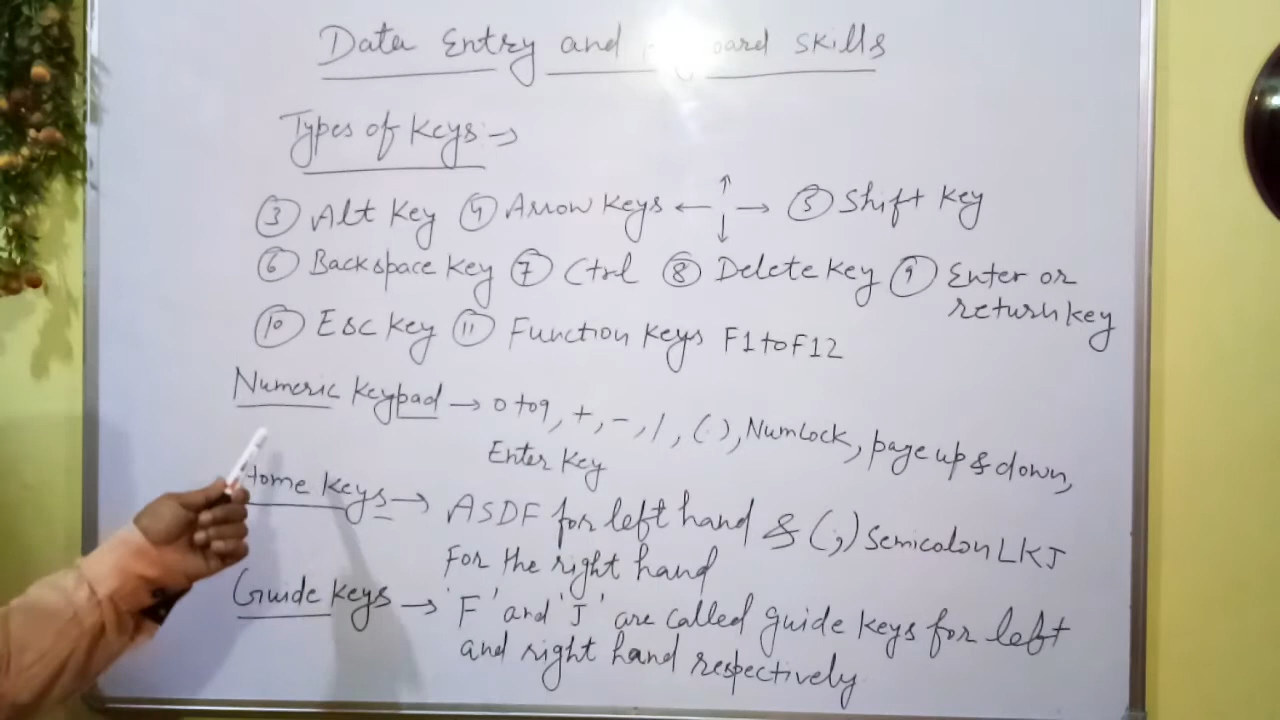 Data Entry and skills
Types of Keys →
③ Alt Key ④ Arrow Keys ← ↑ ↓ → ⑤ Shift Key
⑥ Backspace Key ⑦ Ctrl ⑧ Delete Key ⑨ Enter or
return key
⑩ Esc Key ⑪ Function Keys F1 to F12
Numeric Keypad → 0 to 9, +, -, /, (.), Numlock, page up & down,
Enter Key
Home Keys → ASDF for left hand & (;) Semicolon LKJ
For the right hand
Guide Keys → 'F' and 'J' are called guide keys for left
and right hand respectively